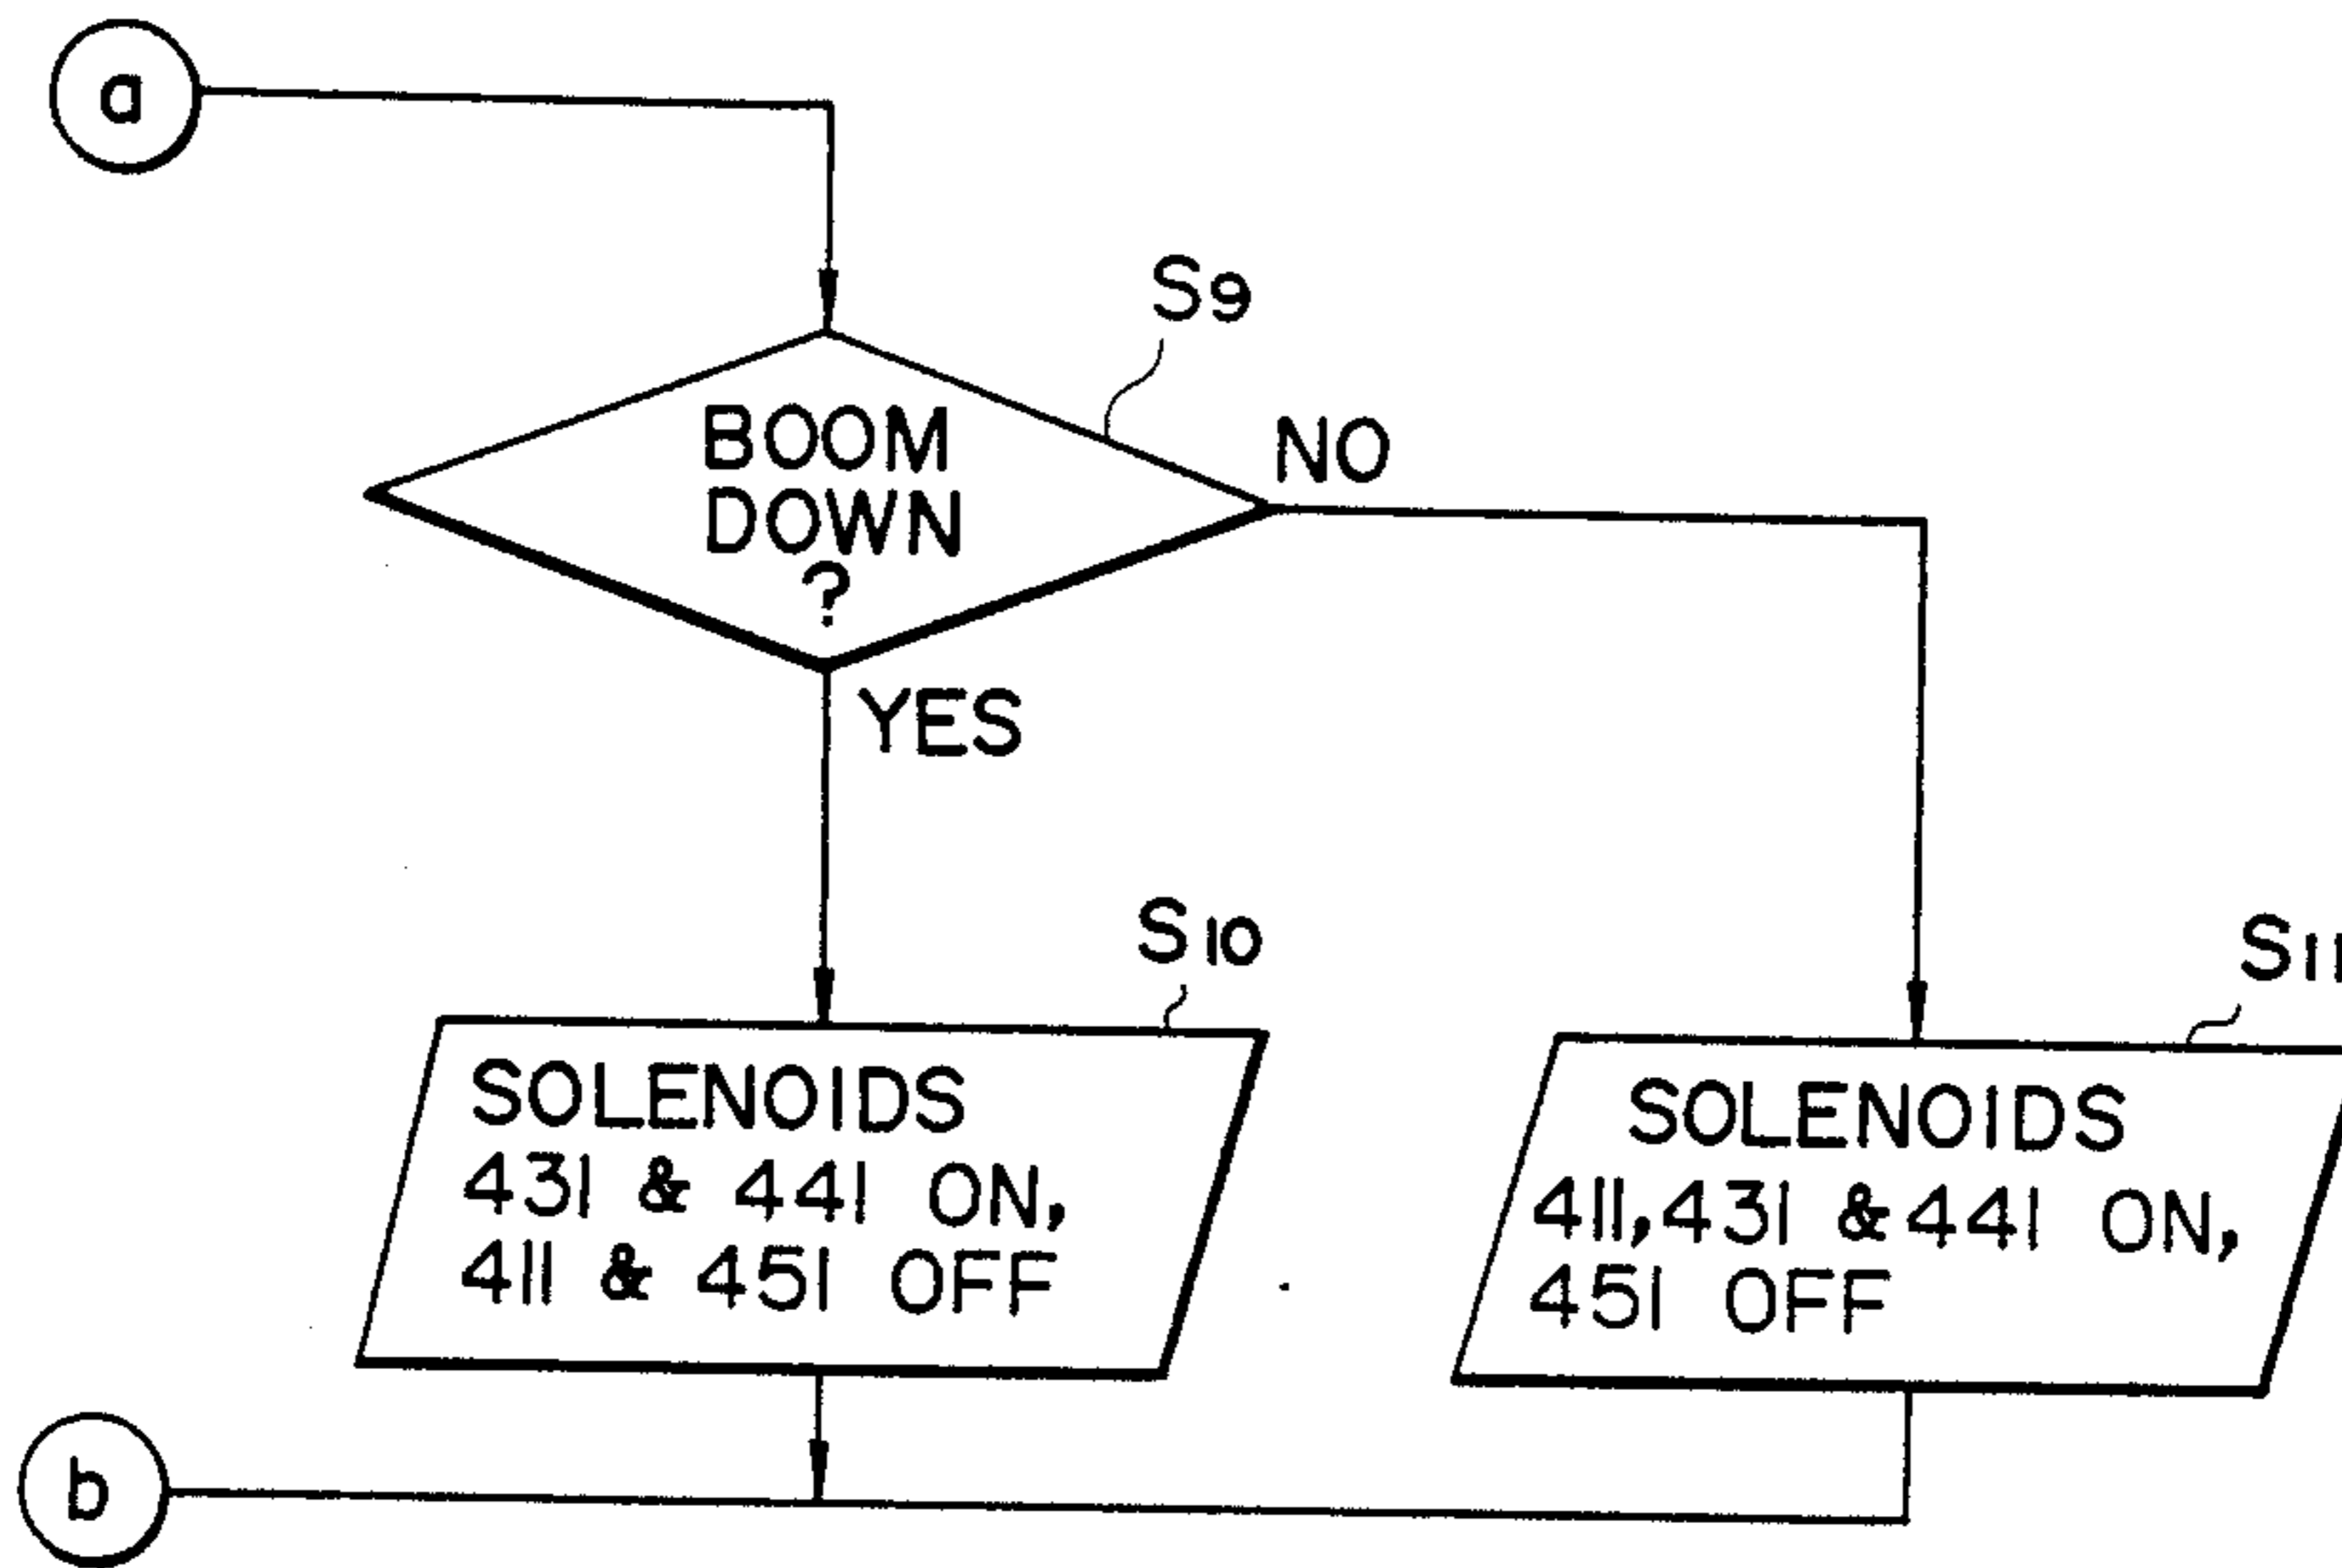 a
S9
BOOM
DOWN
?
NO
YES
S10
SOLENOIDS
431 & 441 ON,
411 & 451 OFF
S11
SOLENOIDS
411,431 & 441 ON,
451 OFF
b